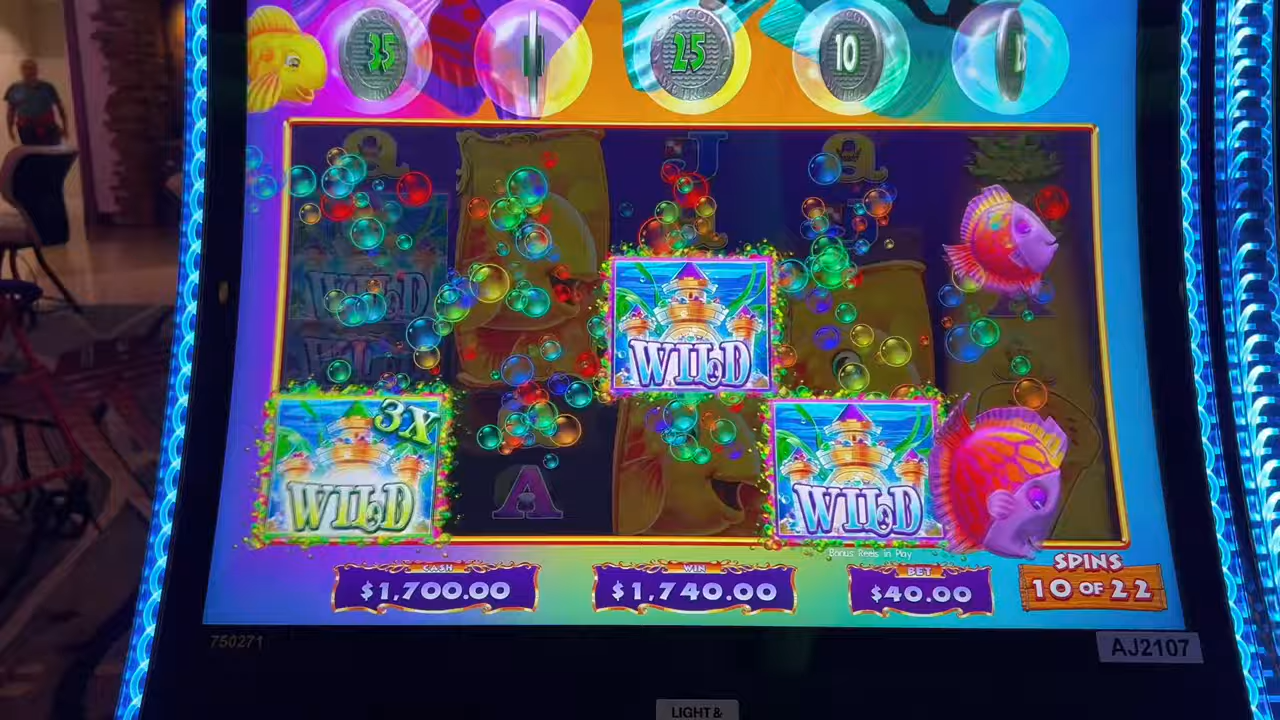 35
25
10
Q
J
Q
WILD
WILD
3X
WILD
A
WILD
Bonus Reels in Play
CASH
$1,700.00
WIN
$1,740.00
BET
$40.00
SPINS
10 OF 22
750271
AJ2107
LIGHT &